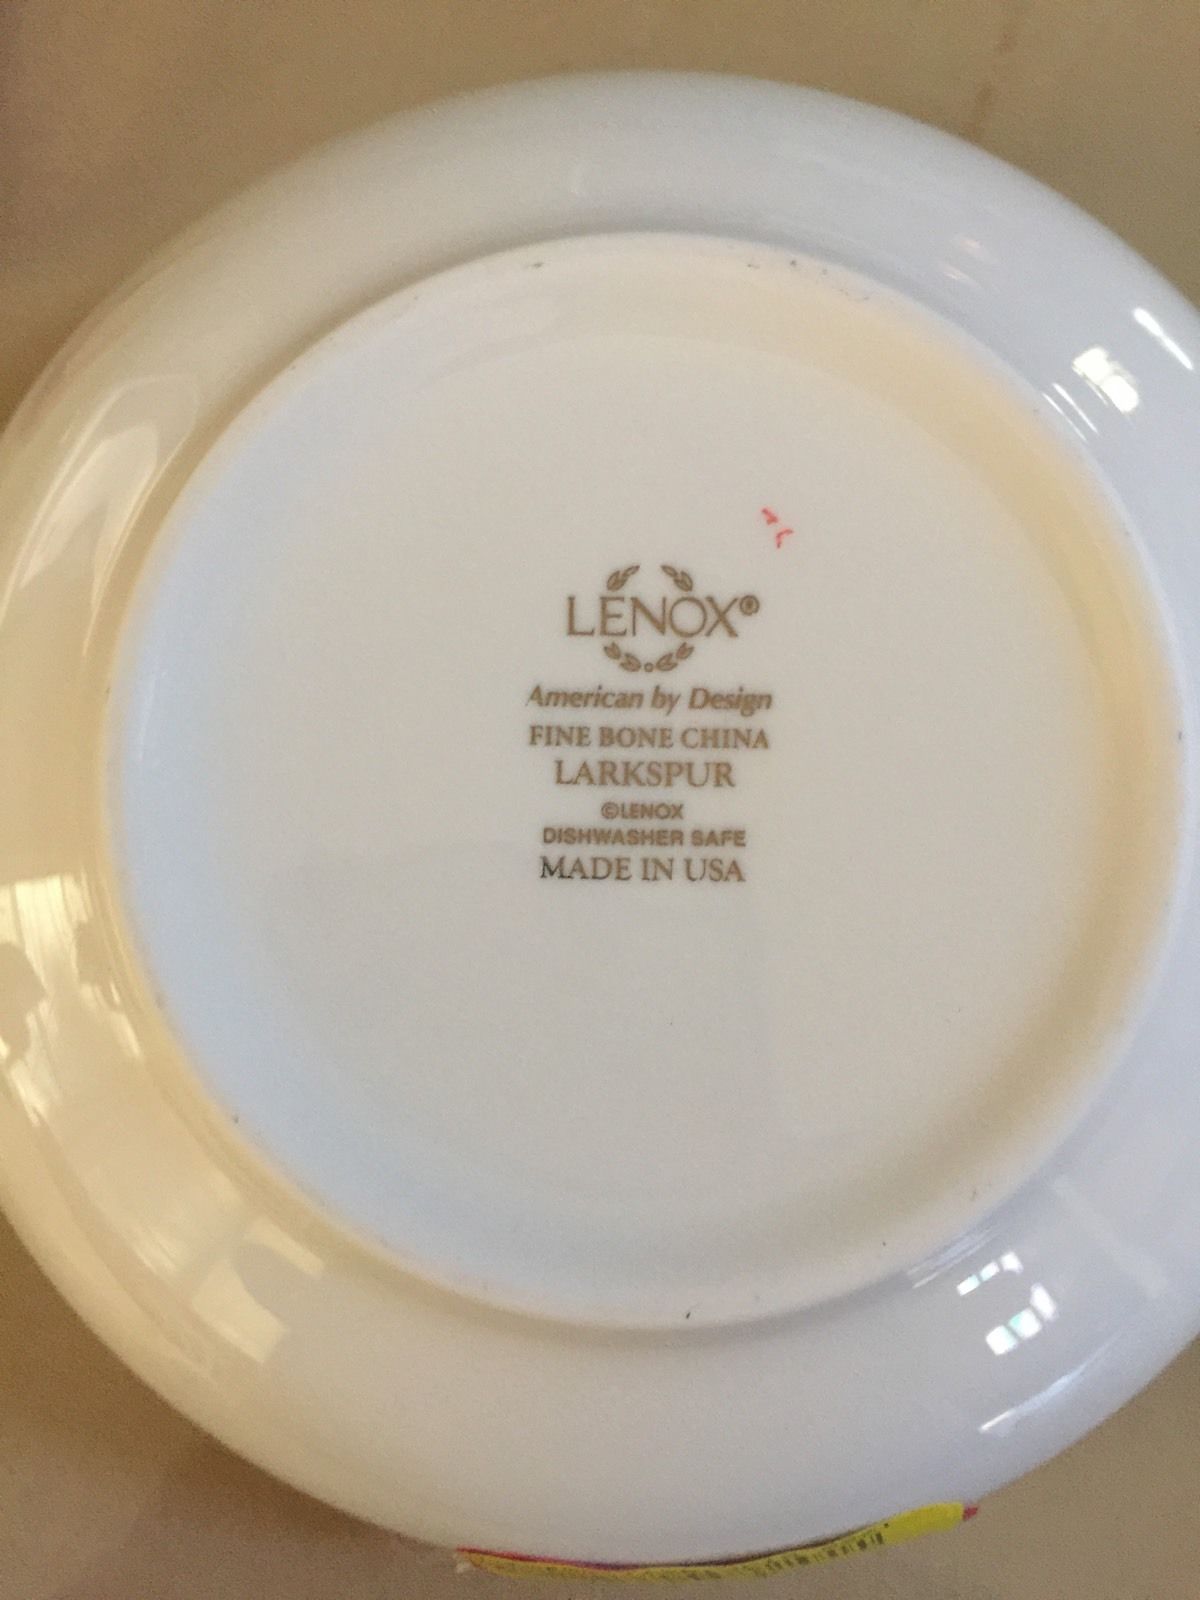 LENOX®
American by Design
FINE BONE CHINA
LARKSPUR
©LENOX
DISHWASHER SAFE
MADE IN USA